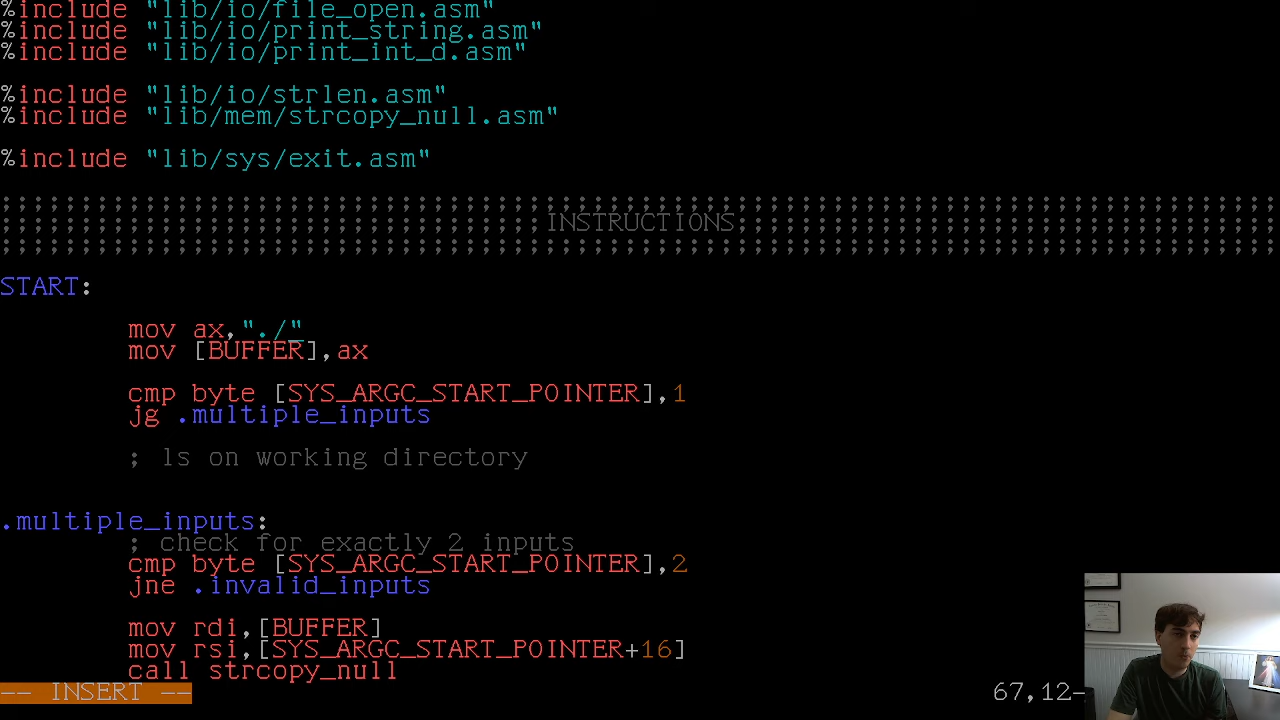 %include "lib/io/file_open.asm"
%include "lib/io/print_string.asm"
%include "lib/io/print_int_d.asm"
%include "lib/io/strlen.asm"
%include "lib/mem/strcopy_null.asm"
%include "lib/sys/exit.asm"
;;;;;;;;;;;;;;;;;;;;;;;;;;;;;;;;;;;;;;;;;;;;;;;;;;;;;;;;;;;;;;;;;;;;;;;;;;;;;;;;
;;;;;;;;;;;;;;;;;;;;;;;;;;;;;;;;;;INSTRUCTIONS;;;;;;;;;;;;;;;;;;;;;;;;;;;;;;;;;;
;;;;;;;;;;;;;;;;;;;;;;;;;;;;;;;;;;;;;;;;;;;;;;;;;;;;;;;;;;;;;;;;;;;;;;;;;;;;;;;;
START:
mov ax,"./"
mov [BUFFER],ax
cmp byte [SYS_ARGC_START_POINTER],1
jg .multiple_inputs
; ls on working directory
.multiple_inputs:
; check for exactly 2 inputs
cmp byte [SYS_ARGC_START_POINTER],2
jne .invalid_inputs
mov rdi,[BUFFER]
mov rsi,[SYS_ARGC_START_POINTER+16]
call strcopy_null
-- INSERT -- 67,12-